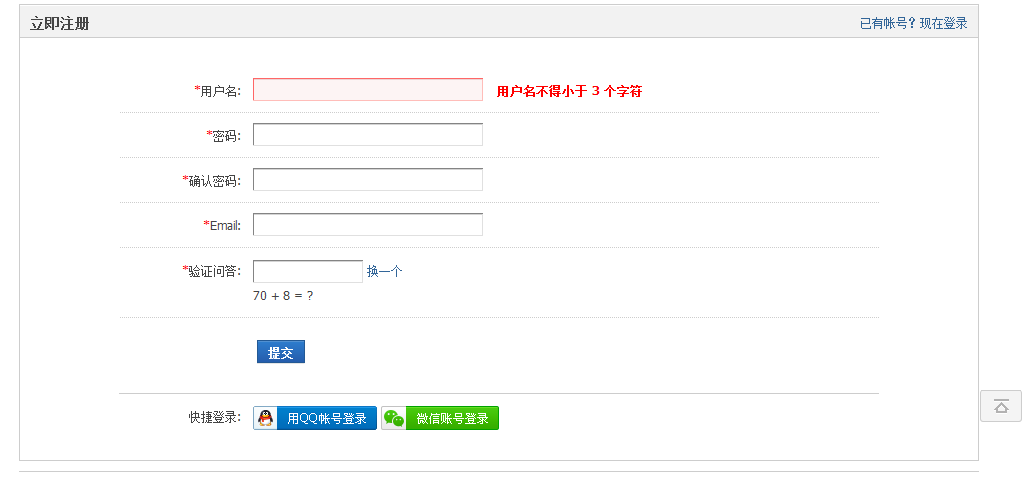 立即注册
已有帐号? 现在登录
*用户名:
用户名不得小于 3 个字符
*密码:
*确认密码:
*Email:
*验证问答:
换一个
70 + 8 = ?
提交
快捷登录:
用QQ帐号登录
微信账号登录